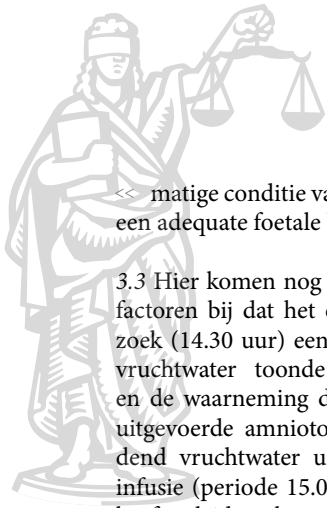 << matige conditie va
een adequate foetale
3.3 Hier komen nog
factoren bij dat het
zoek (14.30 uur) een
vruchtwater toonde
en de waarneming d
uitgevoerde amnioto
dend vruchtwater u
infusie (periode 15.0